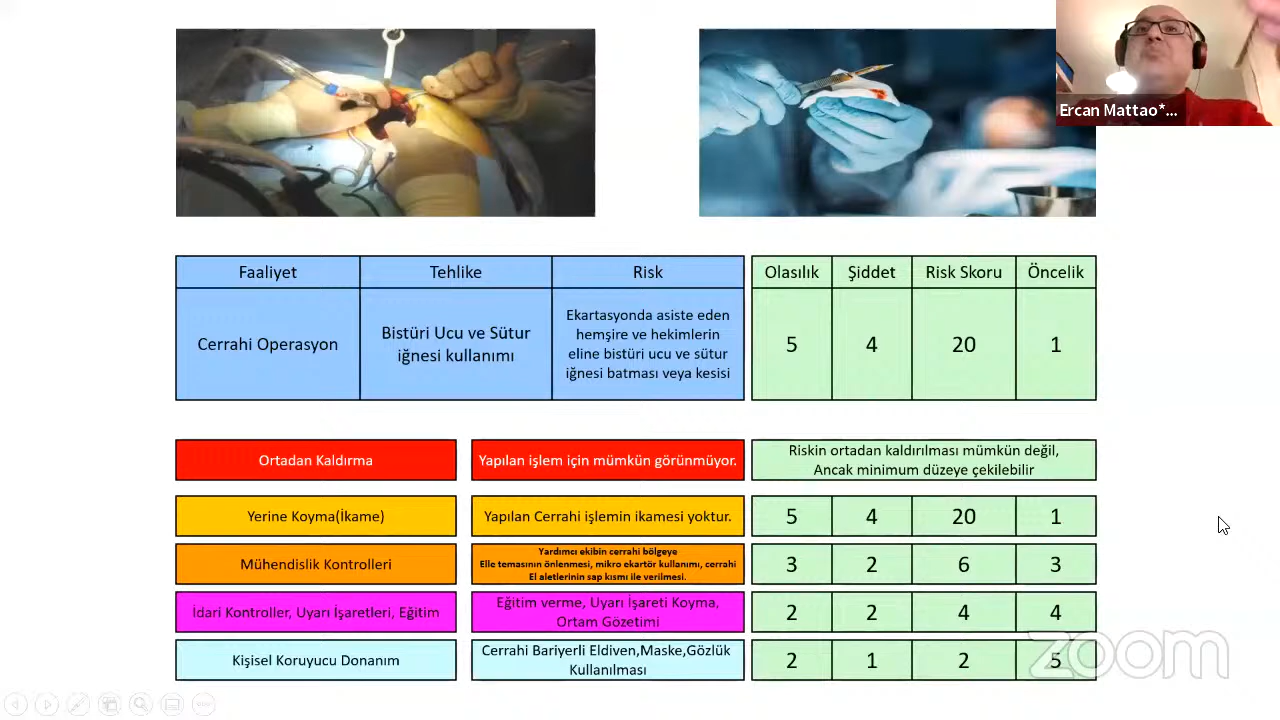 Ercan Mattao*...
Faaliyet Tehlike Risk Olasılık Şiddet Risk Skoru Öncelik
Cerrahi Operasyon
Bistüri Ucu ve Sütur
iğnesi kullanımı
Ekartasyonda asiste eden
hemşire ve hekimlerin
eline bistüri ucu ve sütur
iğnesi batması veya kesisi
5 4 20 1
Ortadan Kaldırma
Yapılan işlem için mümkün görünmüyor.
Riskin ortadan kaldırılması mümkün değil,
Ancak minimum düzeye çekilebilir
Yerine Koyma(İkame)
Yapılan Cerrahi işlemin ikamesi yoktur.
5 4 20 1
Mühendislik Kontrolleri
Yardımcı ekibin cerrahi bölgeye
Elle temasının önlenmesi, mikro ekartör kullanımı, cerrahi
El aletlerinin sap kısmı ile verilmesi.
3 2 6 3
İdari Kontroller, Uyarı İşaretleri, Eğitim
Eğitim verme, Uyarı İşareti Koyma,
Ortam Gözetimi
2 2 4 4
Kişisel Koruyucu Donanım
Cerrahi Bariyerli Eldiven,Maske,Gözlük
Kullanılması
2 1 2 5
zoom